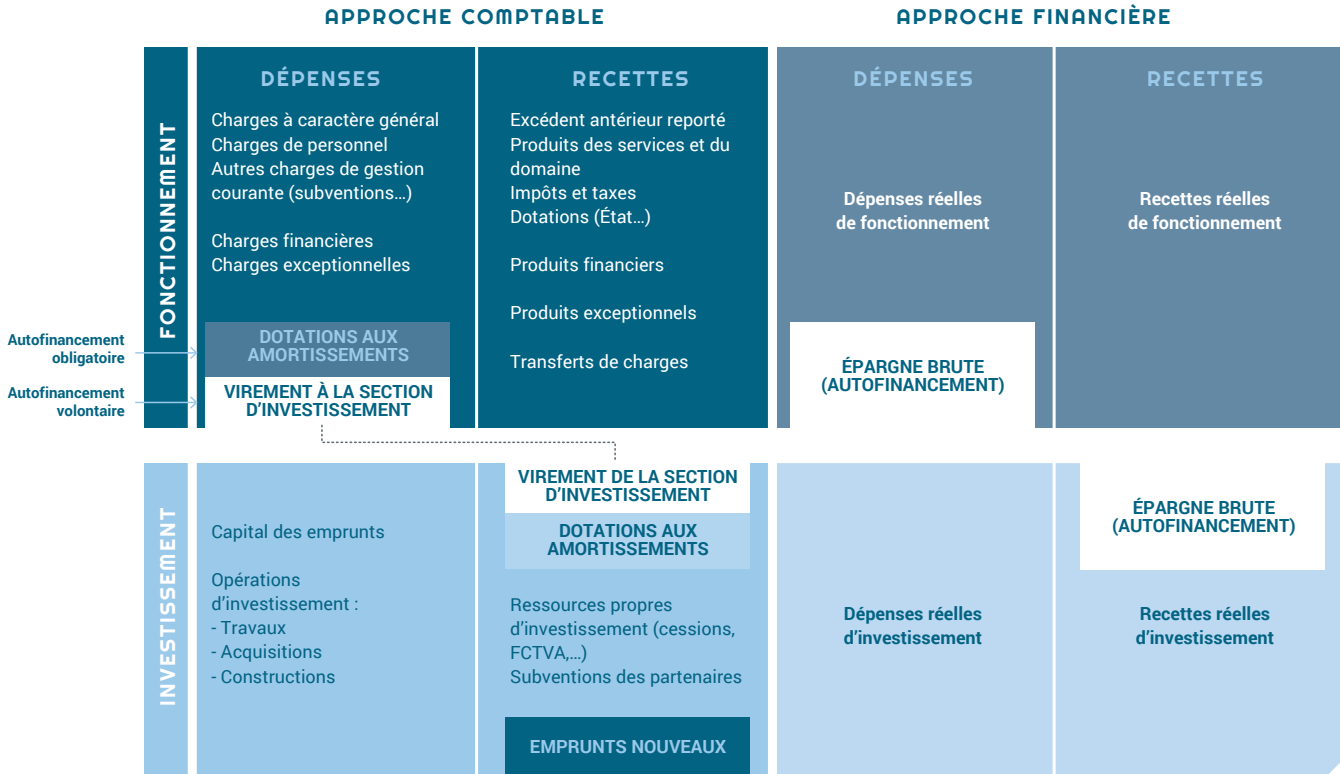 APPROCHE COMPTABLE
APPROCHE FINANCIÈRE
FONCTIONNEMENT
DÉPENSES
Charges à caractère général
Charges de personnel
Autres charges de gestion
courante (subventions…)
Charges financières
Charges exceptionnelles
Autofinancement
obligatoire
DOTATIONS AUX
AMORTISSEMENTS
Autofinancement
volontaire
VIREMENT À LA SECTION
D’INVESTISSEMENT
RECETTES
Excédent antérieur reporté
Produits des services et du
domaine
Impôts et taxes
Dotations (État…)
Produits financiers
Produits exceptionnels
Transferts de charges
DÉPENSES
Dépenses réelles
de fonctionnement
ÉPARGNE BRUTE
(AUTOFINANCEMENT)
RECETTES
Recettes réelles
de fonctionnement
INVESTISSEMENT
Capital des emprunts
Opérations
d’investissement :
- Travaux
- Acquisitions
- Constructions
VIREMENT DE LA SECTION
D’INVESTISSEMENT
DOTATIONS AUX
AMORTISSEMENTS
Ressources propres
d’investissement (cessions,
FCTVA,…)
Subventions des partenaires
EMPRUNTS NOUVEAUX
Dépenses réelles
d’investissement
ÉPARGNE BRUTE
(AUTOFINANCEMENT)
Recettes réelles
d’investissement